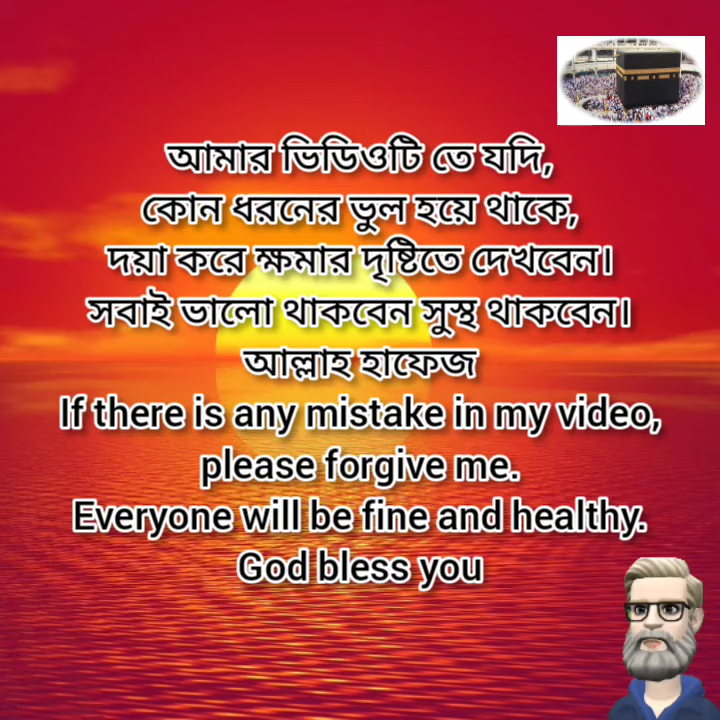 আমার ভিডিওটি তে যদি,
কোন ধরনের ভুল হয়ে থাকে,
দয়া করে ক্ষমার দৃষ্টিতে দেখবেন।
সবাই ভালো থাকবেন সুস্থ থাকবেন।
আল্লাহ হাফেজ
If there is any mistake in my video,
please forgive me.
Everyone will be fine and healthy.
God bless you